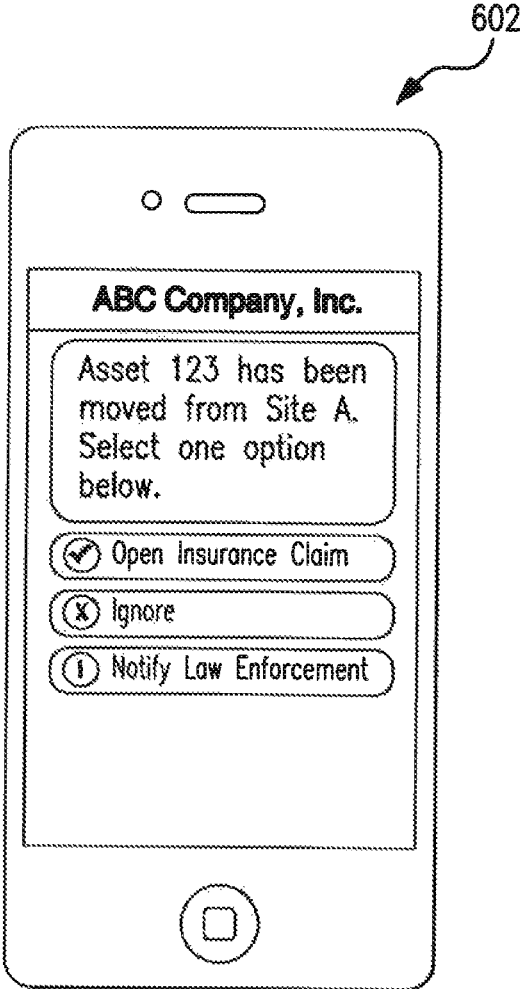 602
ABC Company, Inc.
Asset 123 has been
moved from Site A.
Select one option
below.
Open Insurance Claim
X Ignore
! Notify Law Enforcement